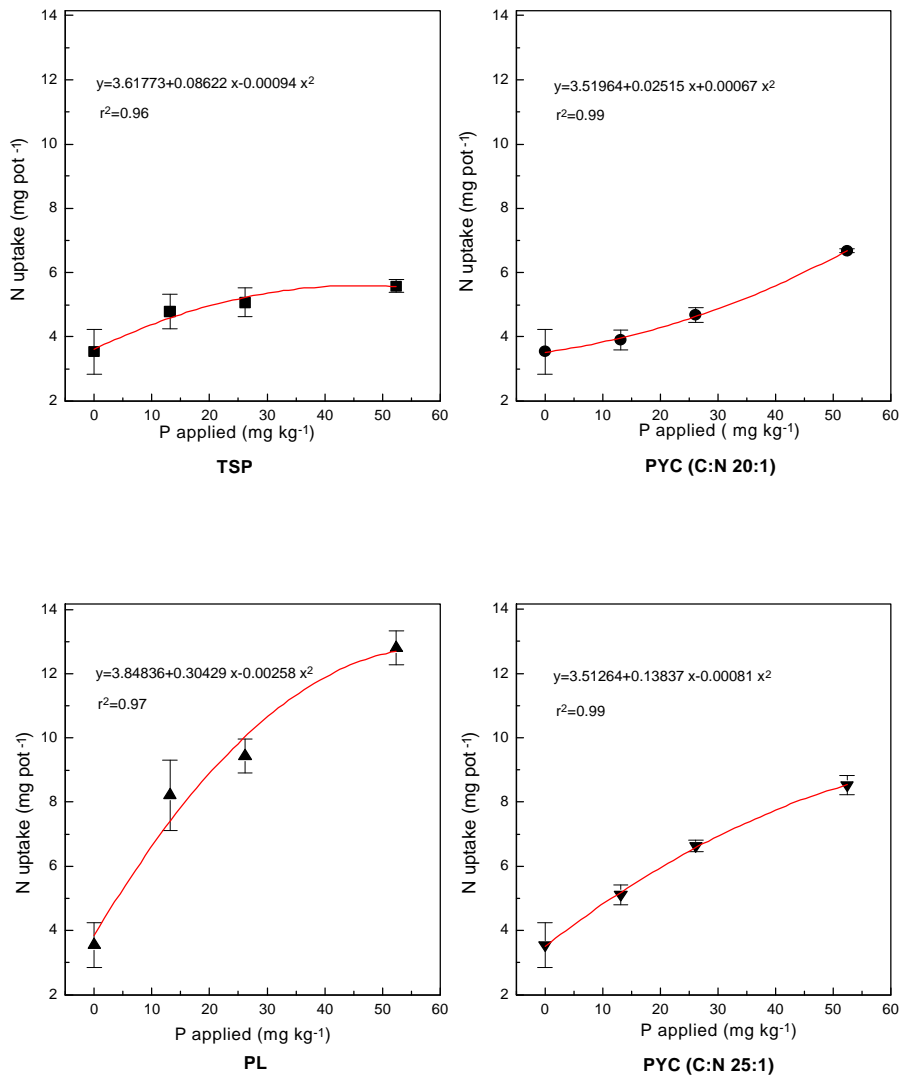 14
12
10
8
6
4
2
N uptake (mg pot -1)
y=3.61773+0.08622 x-0.00094 x2
r2=0.96
0 10 20 30 40 50 60
P applied (mg kg-1)
TSP
14
12
10
8
6
4
2
N uptake (mg pot -1)
y=3.51964+0.02515 x+0.00067 x2
r2=0.99
0 10 20 30 40 50 60
P applied ( mg kg-1)
PYC (C:N 20:1)
14
12
10
8
6
4
2
N uptake (mg pot -1)
y=3.84836+0.30429 x-0.00258 x2
r2=0.97
0 10 20 30 40 50 60
P applied (mg kg-1)
PL
14
12
10
8
6
4
2
N uptake (mg pot -1)
y=3.51264+0.13837 x-0.00081 x2
r2=0.99
0 10 20 30 40 50 60
P applied (mg kg-1)
PYC (C:N 25:1)